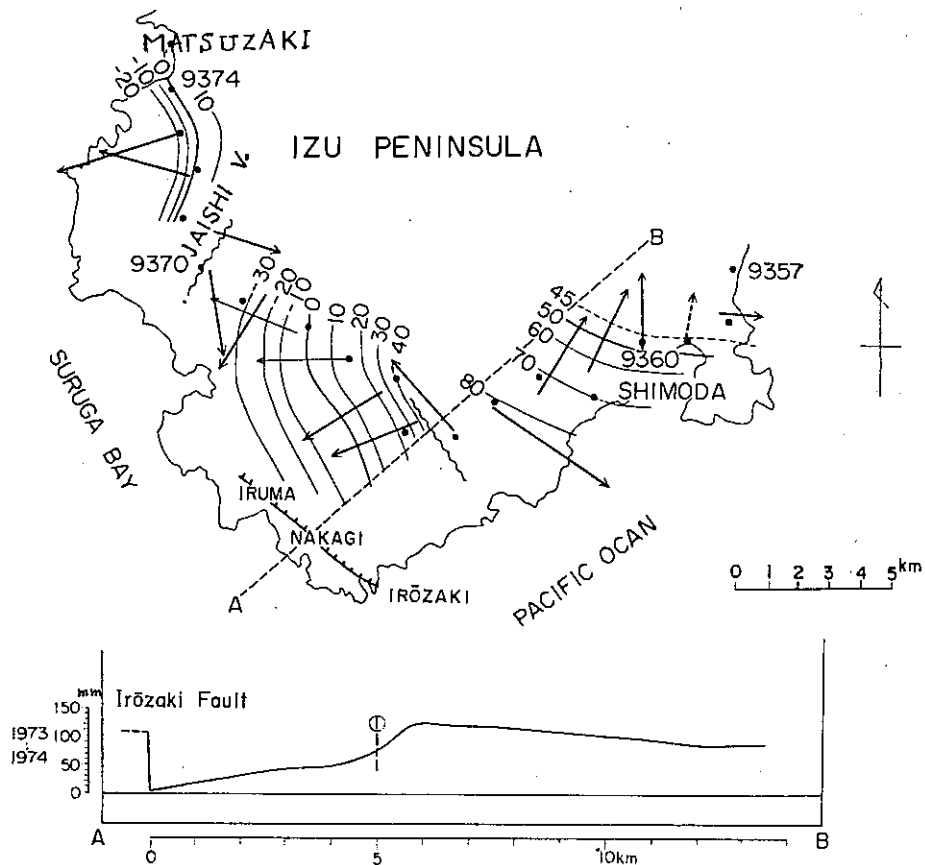 MATSUZAKI
-20
-10
0
9374
10
IZU PENINSULA
JAISHI V.
9370
-30
-20
-10
0
10
20
30
40
B
9357
45
50
60
70
80
9360
SHIMODA
SURUGA BAY
IRUMA
NAKAGI
IRŌZAKI
A
PACIFIC OCAN
0 1 2 3 4 5 km
mm
Irōzaki Fault
150
100
50
0
1973
1974
A
B
0 5 10km